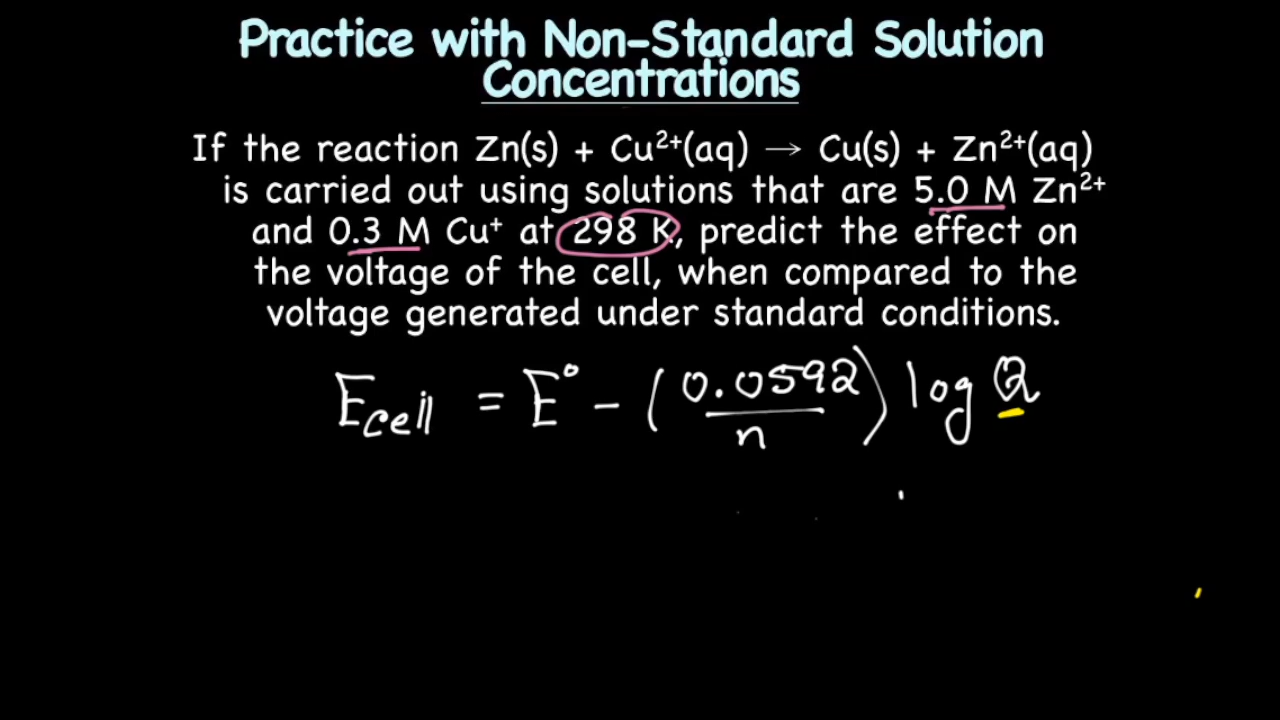 Practice with Non-Standard Solution
Concentrations
If the reaction Zn(s) + Cu²⁺(aq) → Cu(s) + Zn²⁺(aq)
is carried out using solutions that are 5.0 M Zn²⁺
and 0.3 M Cu⁺ at 298 K, predict the effect on
the voltage of the cell, when compared to the
voltage generated under standard conditions.
Ecell = E° - (0.0592/n) log Q